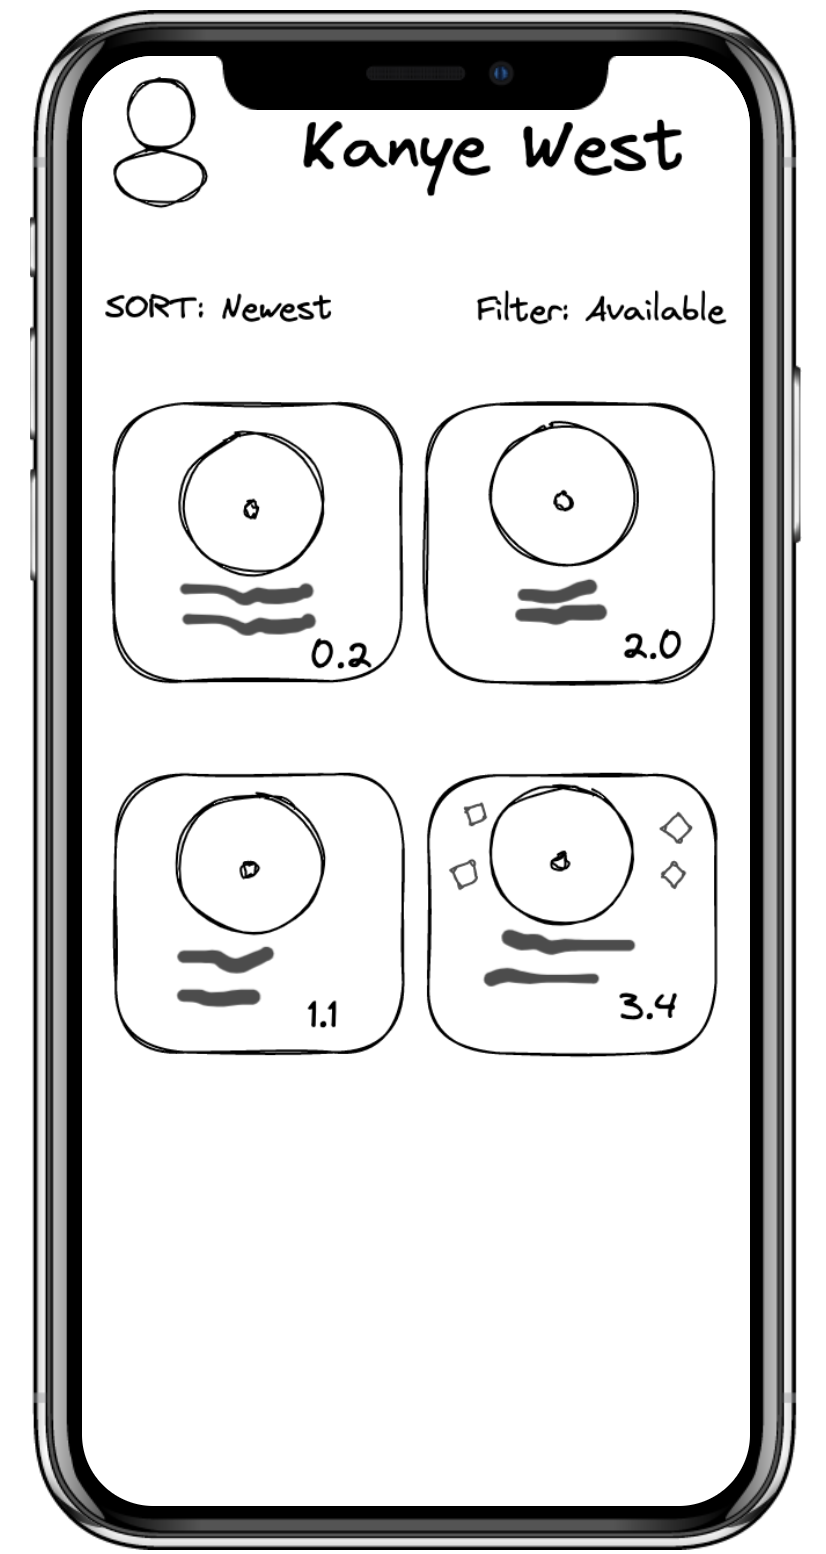 Kanye West
SORT: Newest
Filter: Available
0.2
2.0
1.1
3.4